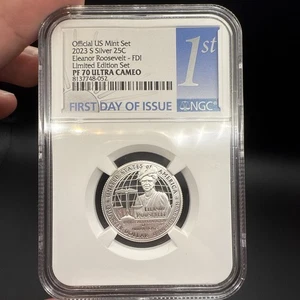 Official US Mint Set
2023 S Silver 25C
Eleanor Roosevelt - FDI
Limited Edition Set
PF 70 ULTRA CAMEO
8137748-052
1st
FIRST DAY OF ISSUE
NGC
UNITED STATES OF AMERICA
ELEANOR
ROOSEVELT